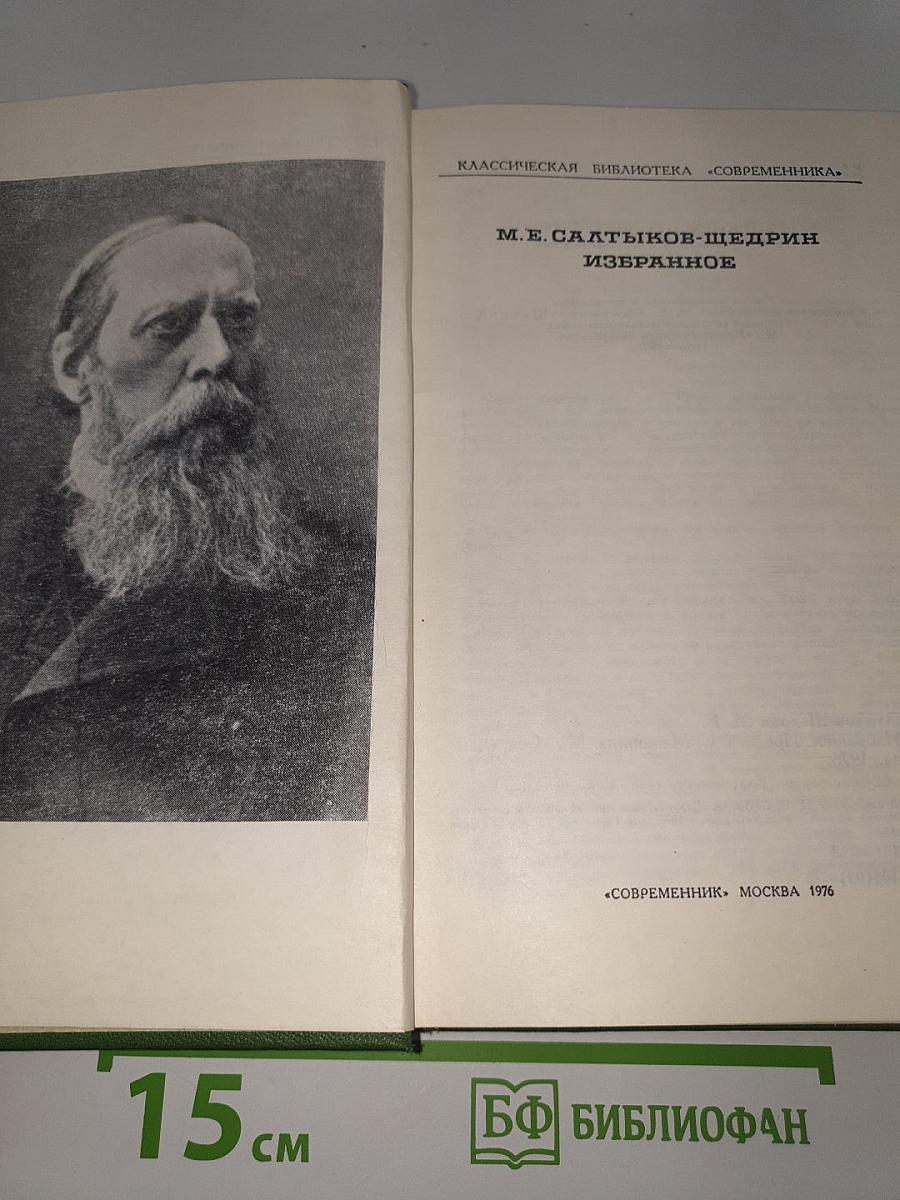 КЛАССИЧЕСКАЯ БИБЛИОТЕКА «СОВРЕМЕННИКА»
М. Е. САЛТЫКОВ-ЩЕДРИН
ИЗБРАННОЕ
«СОВРЕМЕННИК» МОСКВА 1976
15 см
БФ БИБЛИОФАН